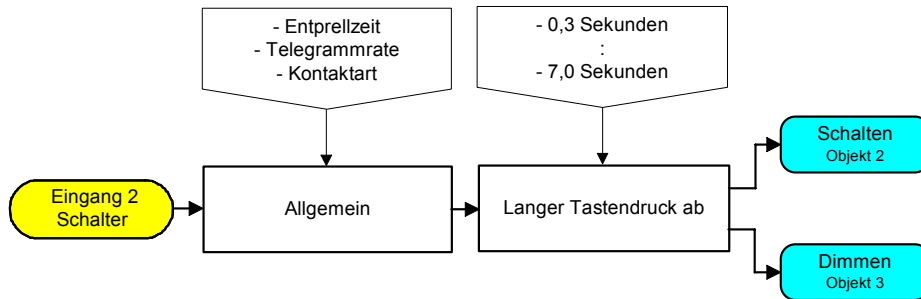 - Entprellzeit
- Telegrammrate
- Kontaktart
- 0,3 Sekunden
:
- 7,0 Sekunden
Eingang 2
Schalter
Allgemein
Langer Tastendruck ab
Schalten
Objekt 2
Dimmen
Objekt 3